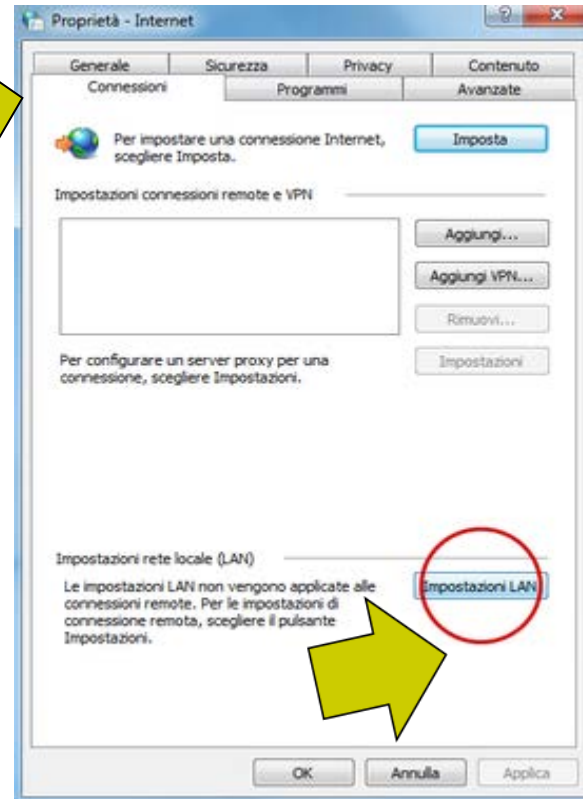 Proprietà - Internet
Generale Sicurezza Privacy Contenuto
Connessioni Programmi Avanzate
Per impostare una connessione Internet,
scegliere Imposta.
Imposta
Impostazioni connessioni remote e VPN
Aggiungi...
Aggiungi VPN...
Rimuovi...
Per configurare un server proxy per una
connessione, scegliere Impostazioni.
Impostazioni
Impostazioni rete locale (LAN)
Le impostazioni LAN non vengono applicate alle
connessioni remote. Per le impostazioni di
connessione remota, scegliere il pulsante
Impostazioni.
Impostazioni LAN
OK Annulla Applica